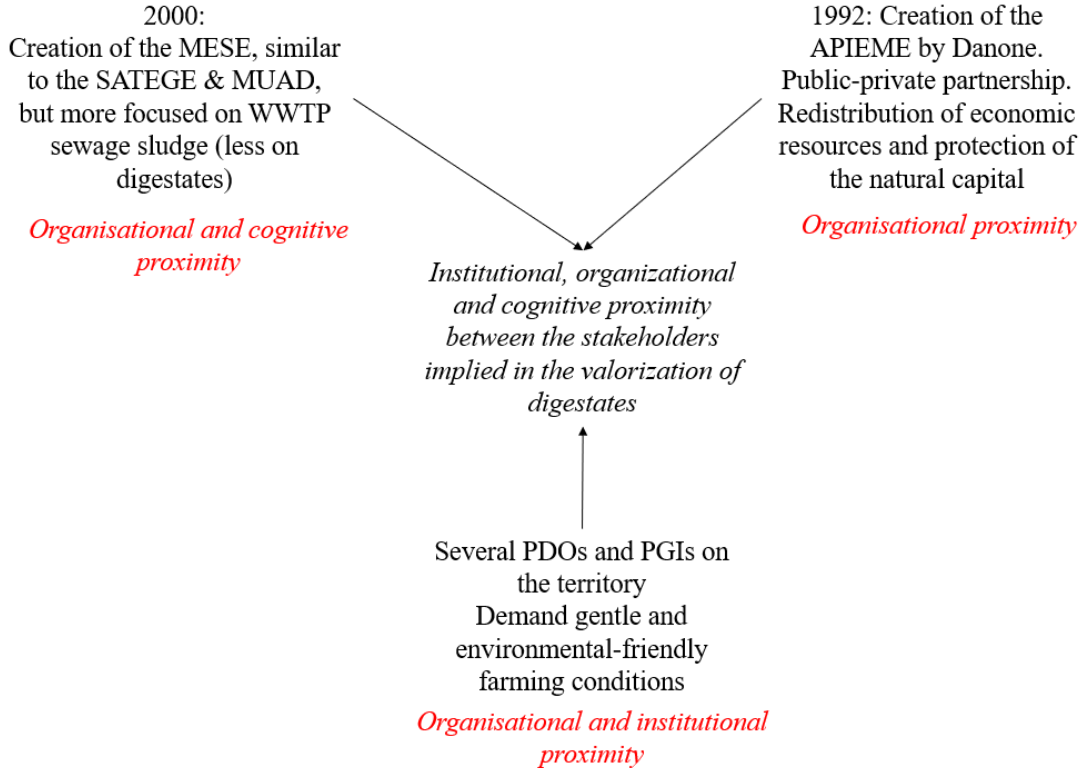 2000:
Creation of the MESE, similar
to the SATEGE & MUAD,
but more focused on WWTP
sewage sludge (less on
digestates)
Organisational and cognitive
proximity
1992: Creation of the
APIEME by Danone.
Public-private partnership.
Redistribution of economic
resources and protection of
the natural capital
Organisational proximity
Institutional, organizational
and cognitive proximity
between the stakeholders
implied in the valorization of
digestates
Several PDOs and PGIs on
the territory
Demand gentle and
environmental-friendly
farming conditions
Organisational and institutional
proximity